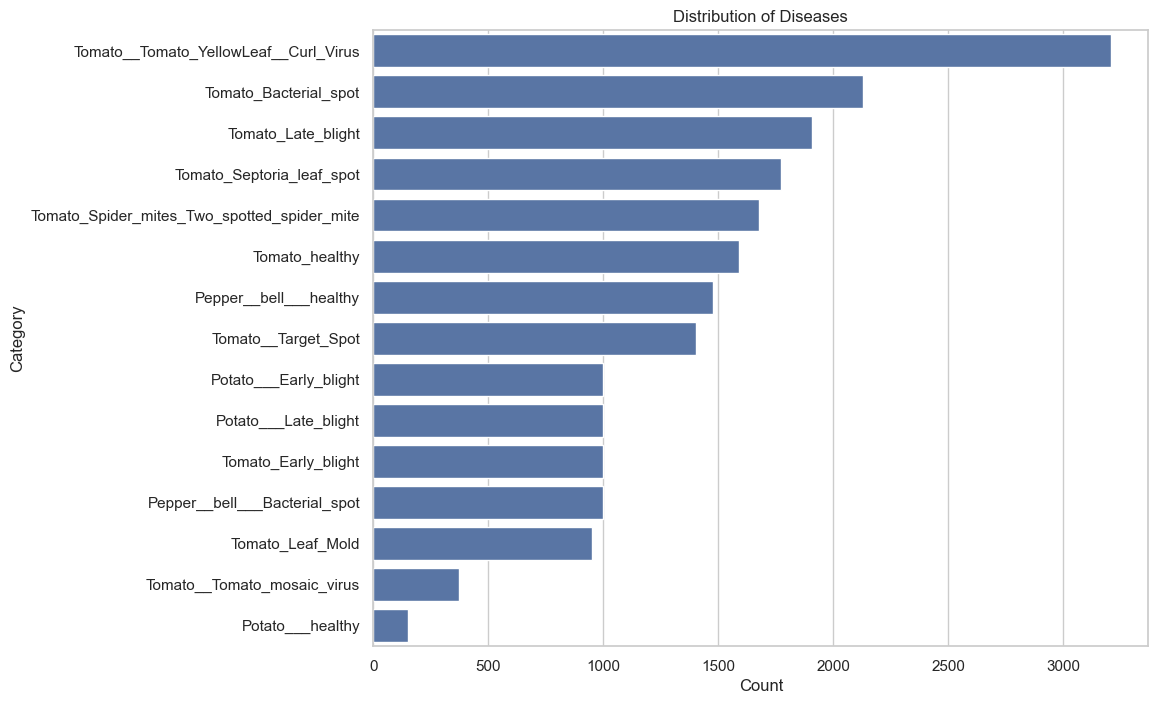 Distribution of Diseases
Category
Tomato__Tomato_YellowLeaf__Curl_Virus
Tomato_Bacterial_spot
Tomato_Late_blight
Tomato_Septoria_leaf_spot
Tomato_Spider_mites_Two_spotted_spider_mite
Tomato_healthy
Pepper__bell___healthy
Tomato__Target_Spot
Potato___Early_blight
Potato___Late_blight
Tomato_Early_blight
Pepper__bell___Bacterial_spot
Tomato_Leaf_Mold
Tomato__Tomato_mosaic_virus
Potato___healthy
0 500 1000 1500 2000 2500 3000
Count